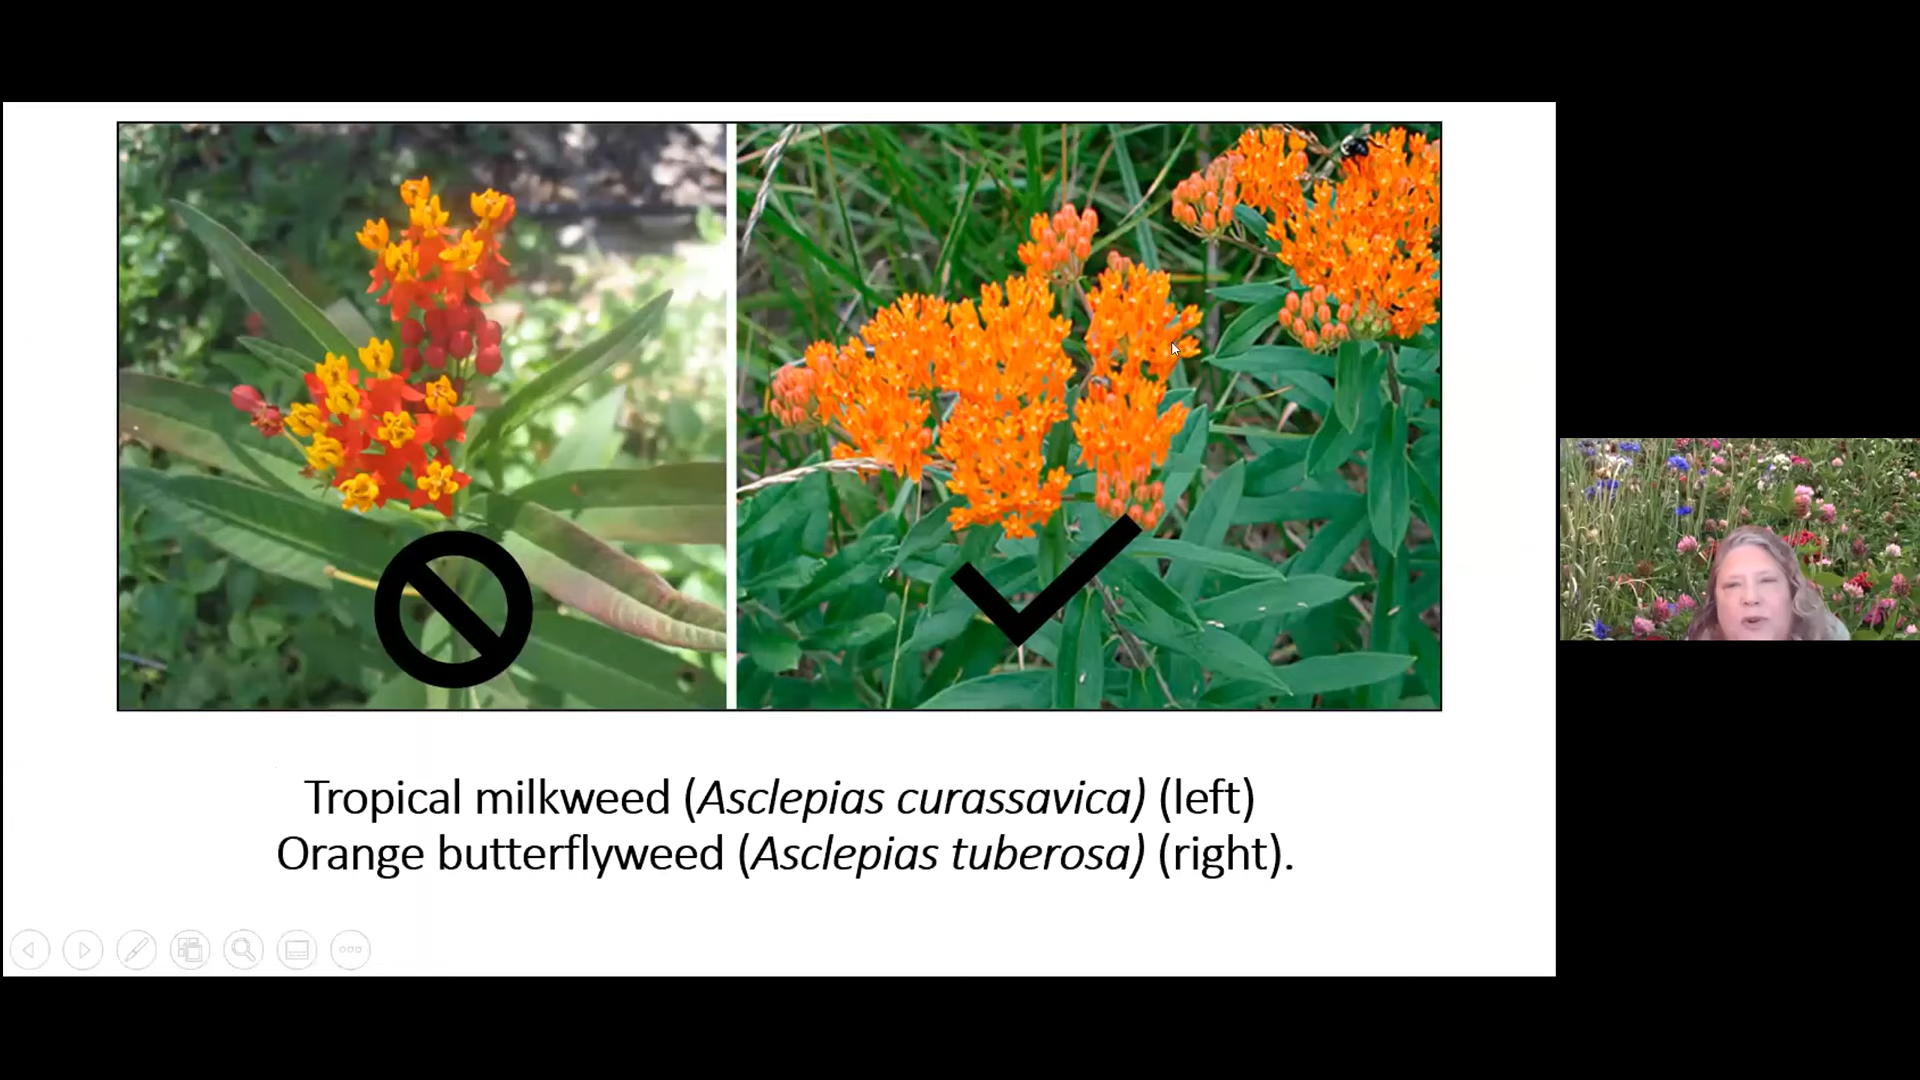 Tropical milkweed (Asclepias curassavica) (left)
Orange butterflyweed (Asclepias tuberosa) (right).